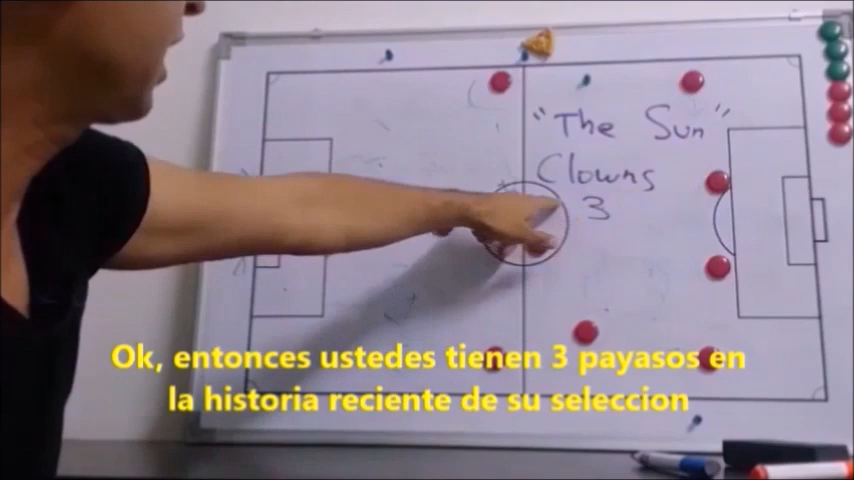 "The Sun"
Clowns
3
Ok, entonces ustedes tienen 3 payasos en
la historia reciente de su seleccion